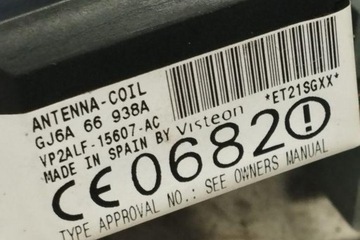 ANTENNA-COIL
GJ6A 66 938A
VP2ALF-15607-AC
MADE IN SPAIN BY Visteon
*ET21SGXX*
CE0682
TYPE APPROVAL NO.: SEE OWNERS MANUAL